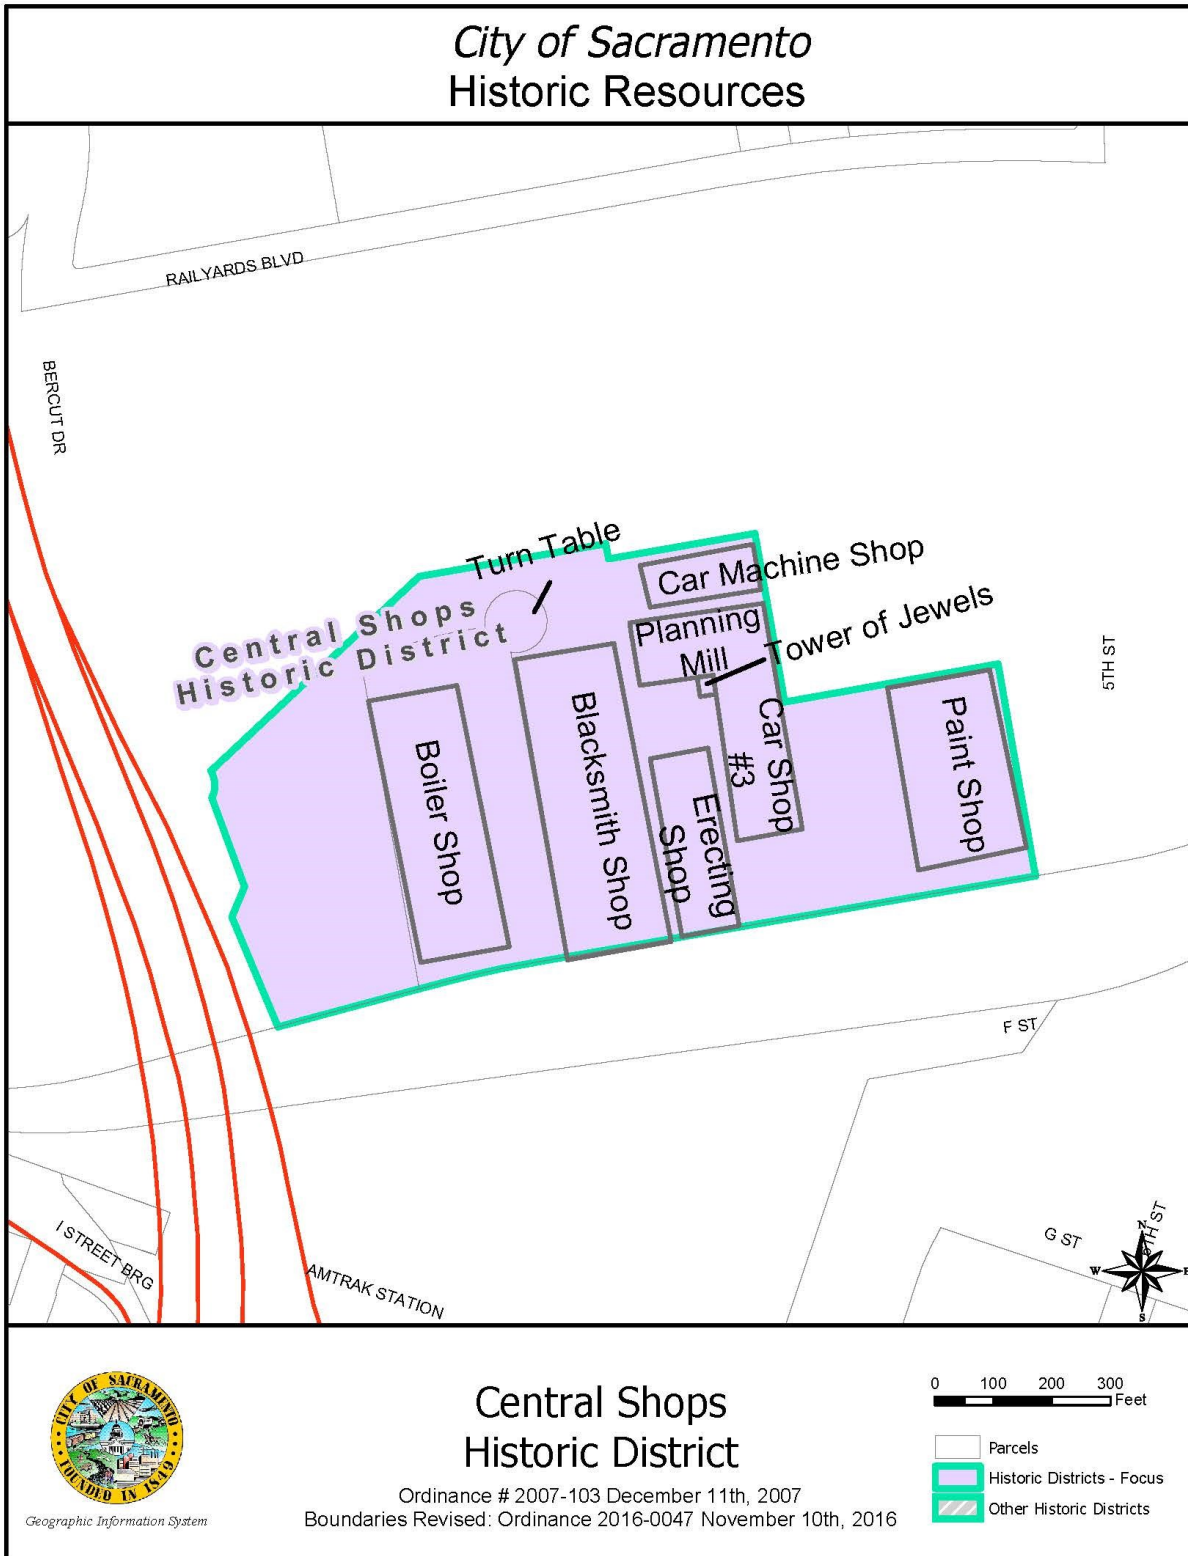 City of Sacramento
Historic Resources
RAILYARDS BLVD
BERCUT DR
Turn Table
Car Machine Shop
Central Shops
Historic District
Planning
Mill
Tower of Jewels
5TH ST
Boiler Shop
Blacksmith Shop
Erecting
Shop
Car Shop
#3
Paint Shop
F ST
I STREET BRG
AMTRAK STATION
G ST
TH ST
N
W
E
S
CITY OF SACRAMENTO
FOUNDED IN 1849
Geographic Information System
Central Shops
Historic District
Ordinance # 2007-103 December 11th, 2007
Boundaries Revised: Ordinance 2016-0047 November 10th, 2016
0 100 200 300
Feet
Parcels
Historic Districts - Focus
Other Historic Districts